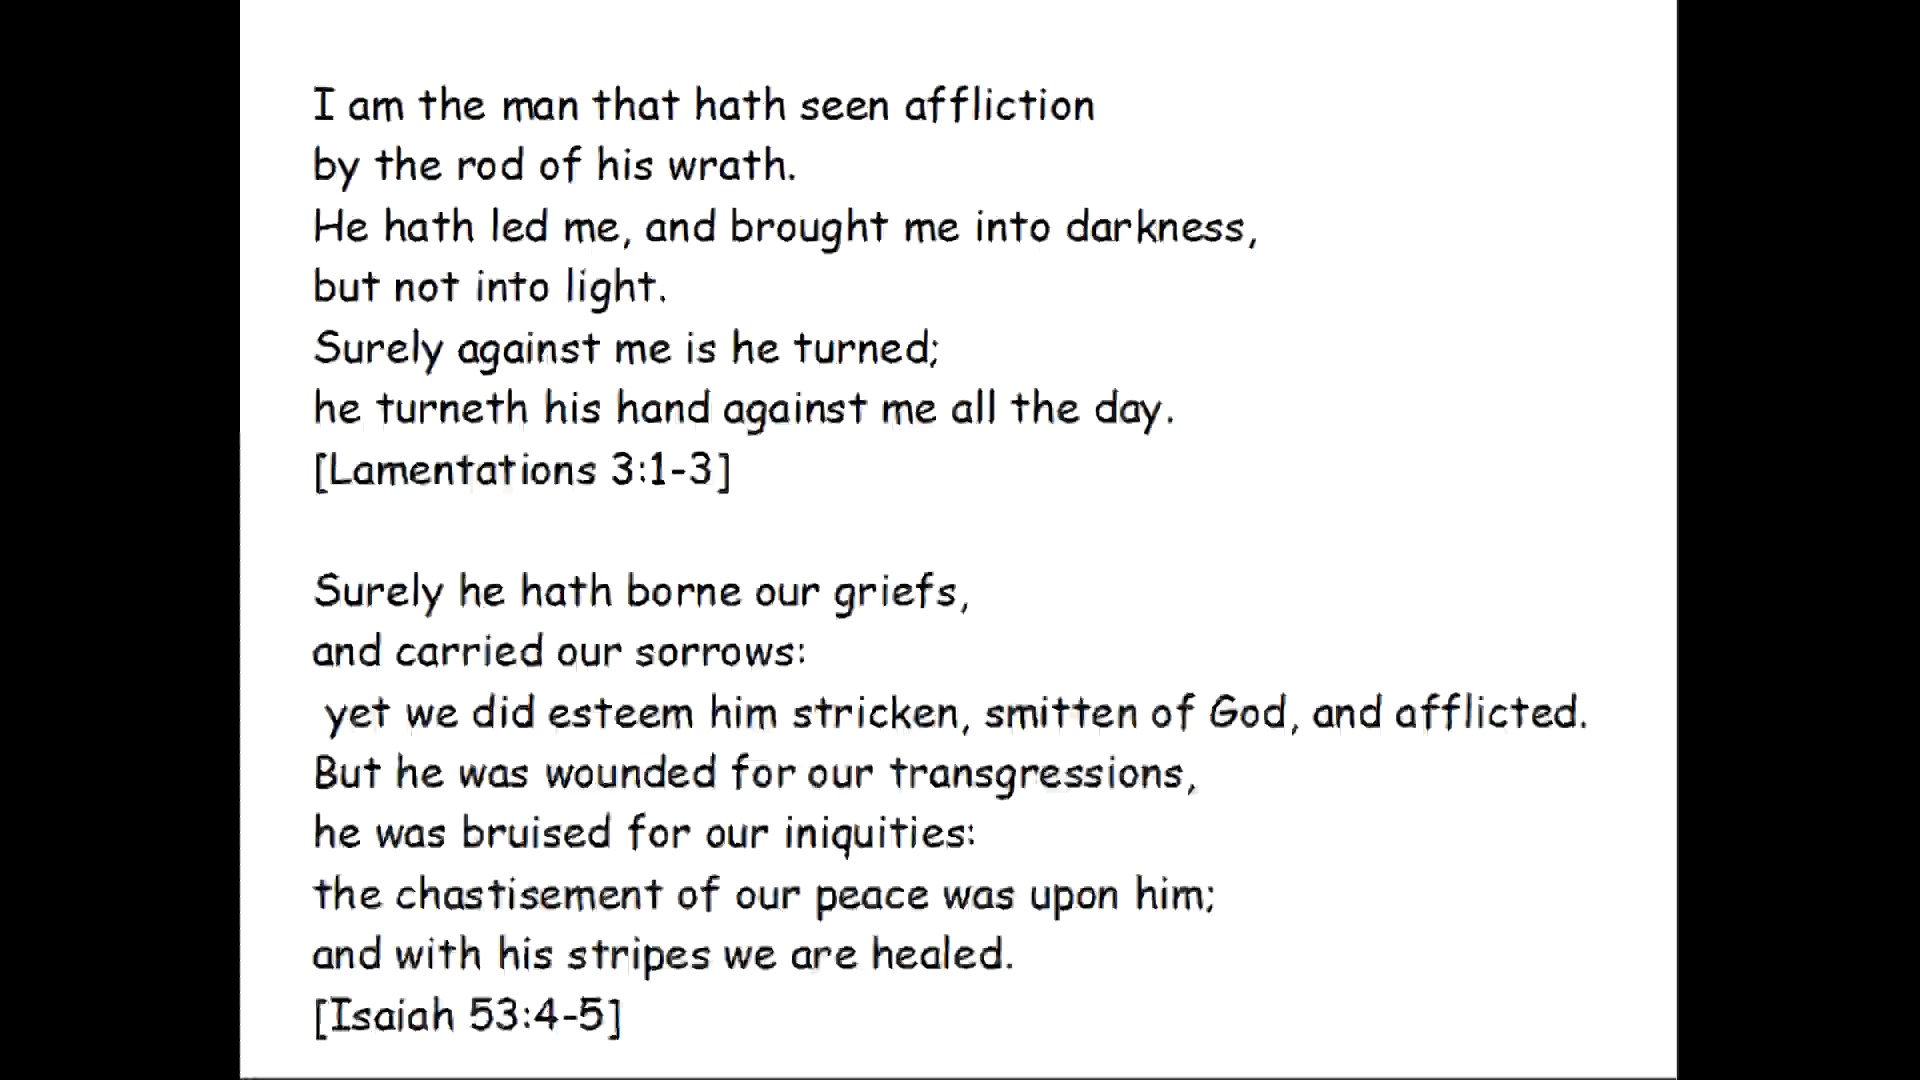 I am the man that hath seen affliction
by the rod of his wrath.
He hath led me, and brought me into darkness,
but not into light.
Surely against me is he turned;
he turneth his hand against me all the day.
[Lamentations 3:1-3]
Surely he hath borne our griefs,
and carried our sorrows:
yet we did esteem him stricken, smitten of God, and afflicted.
But he was wounded for our transgressions,
he was bruised for our iniquities:
the chastisement of our peace was upon him;
and with his stripes we are healed.
[Isaiah 53:4-5]